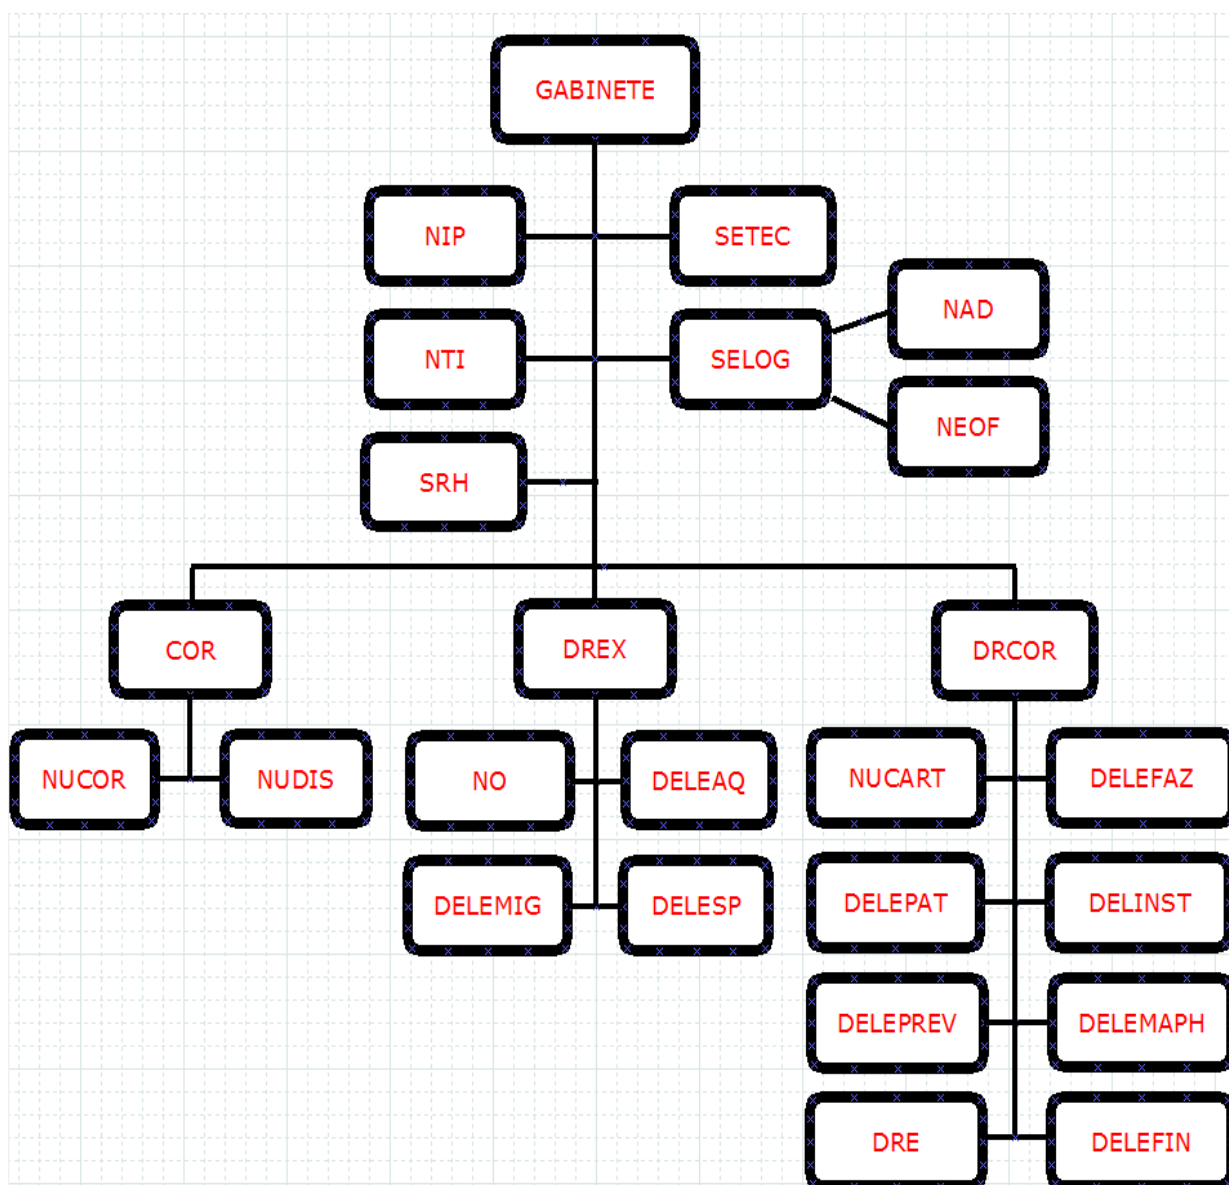 GABINETE
NIP
SETEC
NAD
NTI
SELOG
NEOF
SRH
COR
DREX
DRCOR
NUCOR
NUDIS
NO
DELEAQ
NUCART
DELEFAZ
DELEMIG
DELESP
DELEPAT
DELINST
DELEPREV
DELEMAPH
DRE
DELEFIN